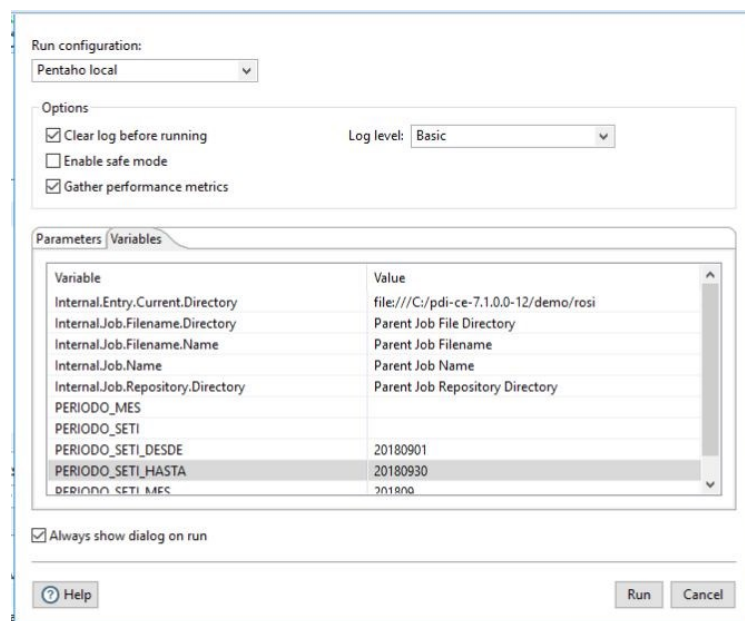 Run configuration:
Pentaho local
Options
Clear log before running
Log level: Basic
Enable safe mode
Gather performance metrics
Parameters Variables
Variable Value
Internal.Entry.Current.Directory file:///C:/pdi-ce-7.1.0.0-12/demo/rosi
Internal.Job.Filename.Directory Parent Job File Directory
Internal.Job.Filename.Name Parent Job Filename
Internal.Job.Name Parent Job Name
Internal.Job.Repository.Directory Parent Job Repository Directory
PERIODO_MES
PERIODO_SETI
PERIODO_SETI_DESDE 20180901
PERIODO_SETI_HASTA 20180930
PERIODO_SETI_MES 201809
Always show dialog on run
Help Run Cancel